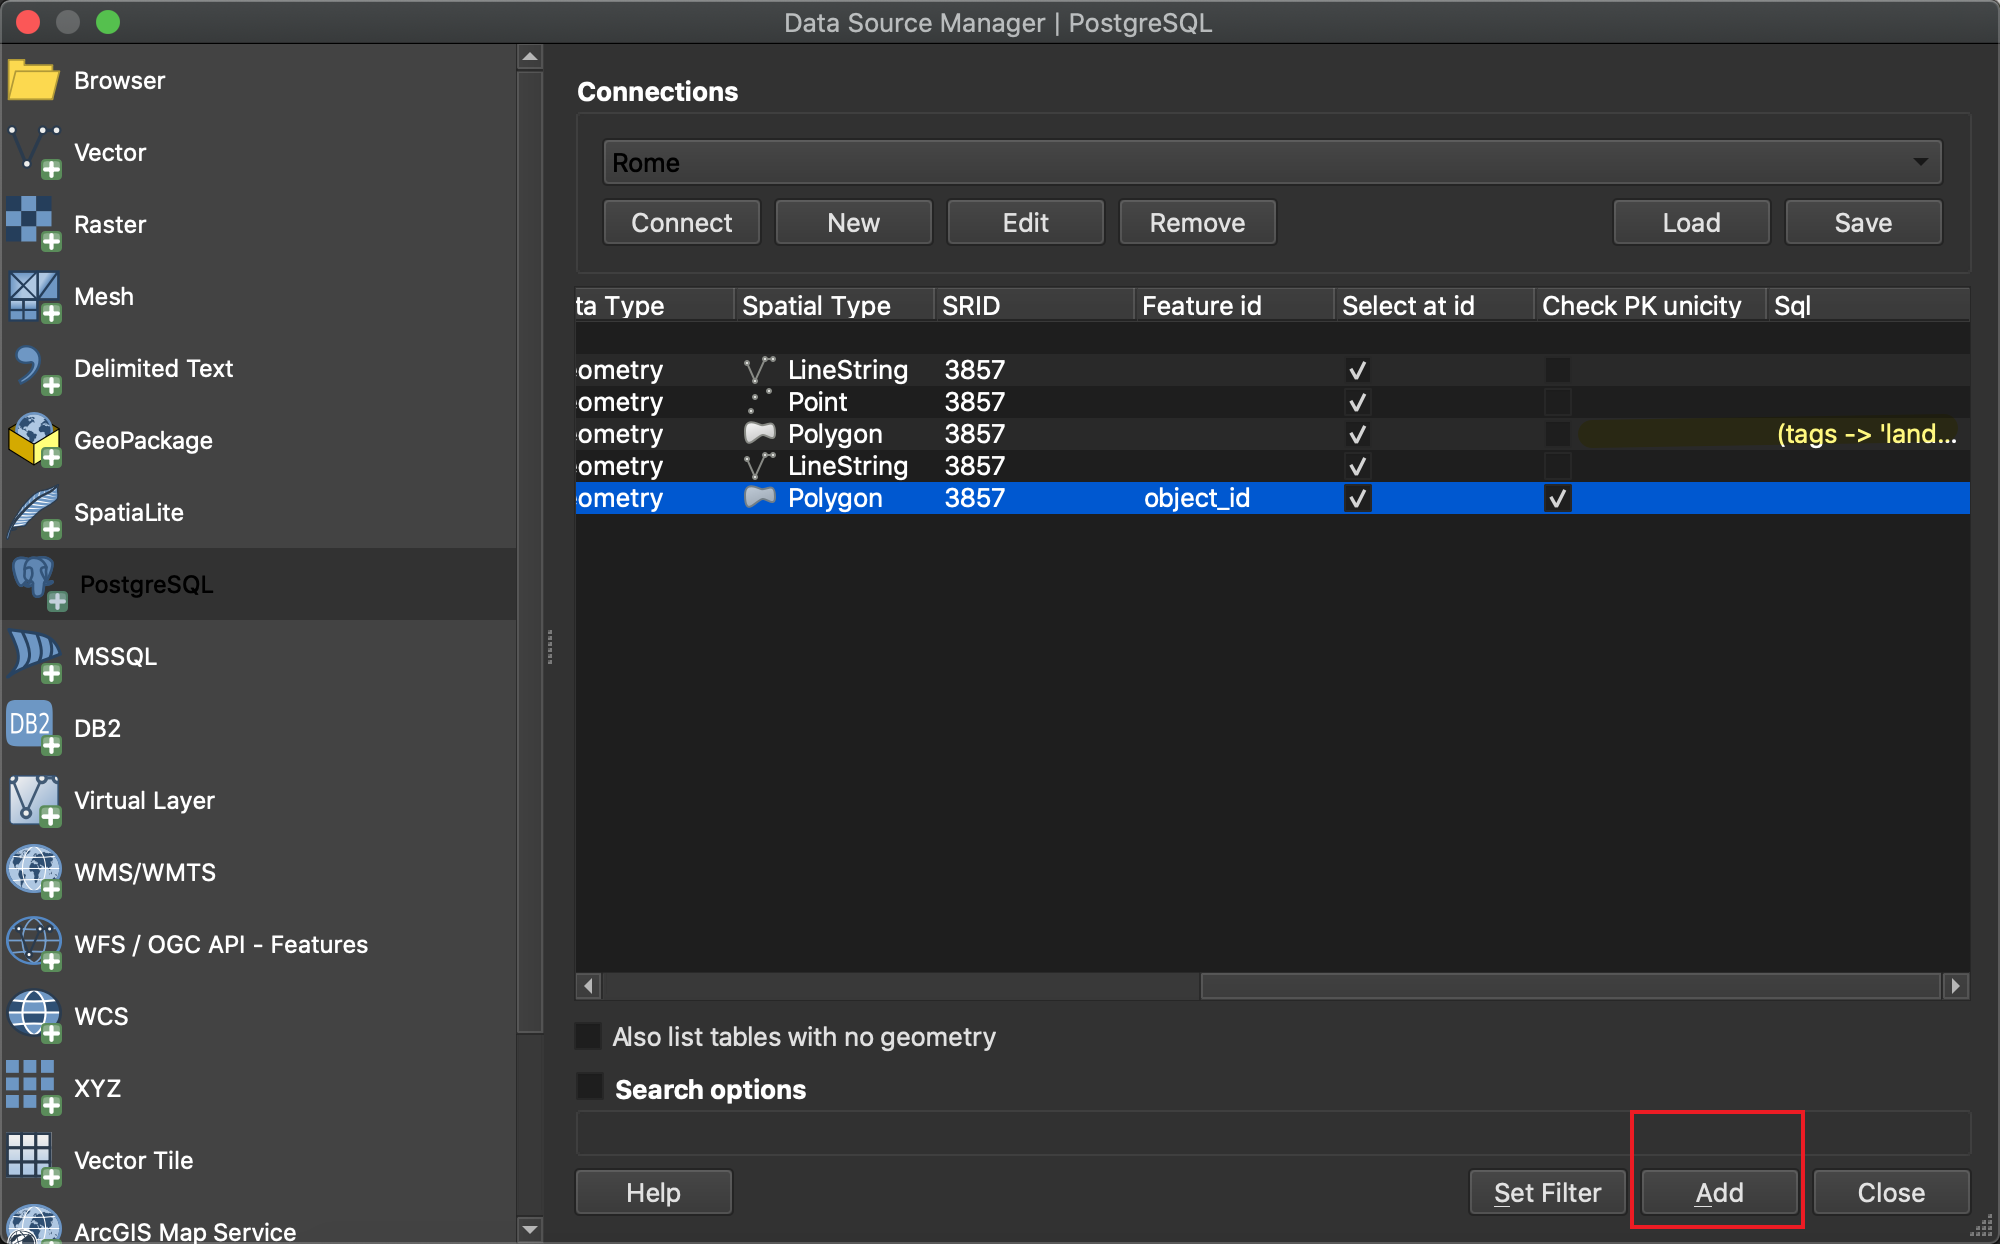 Data Source Manager | PostgreSQL
Browser
Vector
Raster
Mesh
Delimited Text
GeoPackage
SpatiaLite
PostgreSQL
MSSQL
DB2
DB2
Virtual Layer
WMS/WMTS
WFS / OGC API - Features
WCS
XYZ
Vector Tile
ArcGIS Map Service
Connections
Rome
Connect New Edit Remove Load Save
ta Type Spatial Type SRID Feature id Select at id Check PK unicity Sql
ometry LineString 3857
ometry Point 3857
ometry Polygon 3857 (tags -> 'land...
ometry LineString 3857
ometry Polygon 3857 object_id
Also list tables with no geometry
Search options
Help Set Filter Add Close